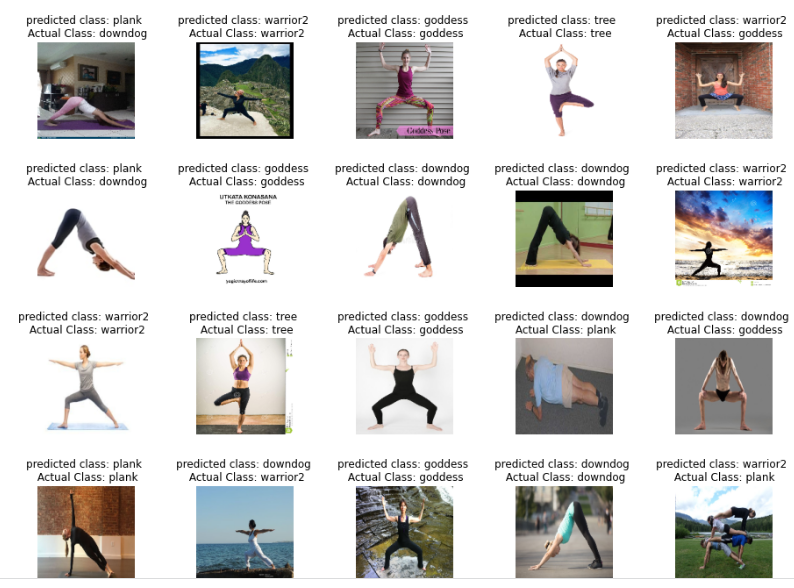 predicted class: plank
Actual Class: downdog
predicted class: warrior2
Actual Class: warrior2
predicted class: goddess
Actual Class: goddess
predicted class: tree
Actual Class: tree
predicted class: warrior2
Actual Class: goddess
Goddess Pose
predicted class: plank
Actual Class: downdog
predicted class: goddess
Actual Class: goddess
predicted class: downdog
Actual Class: downdog
predicted class: downdog
Actual Class: downdog
predicted class: warrior2
Actual Class: warrior2
UTKATA KONASANA
THE GODDESS POSE
yogicwayoflife.com
predicted class: warrior2
Actual Class: warrior2
predicted class: tree
Actual Class: tree
predicted class: goddess
Actual Class: goddess
predicted class: downdog
Actual Class: plank
predicted class: downdog
Actual Class: goddess
predicted class: plank
Actual Class: plank
predicted class: downdog
Actual Class: warrior2
predicted class: goddess
Actual Class: goddess
predicted class: downdog
Actual Class: downdog
predicted class: warrior2
Actual Class: plank